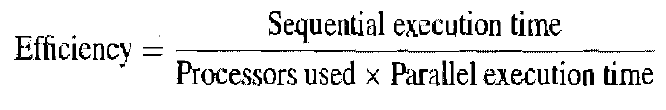 Sequential execution time
Efficiency =
Processors used × Parallel execution time